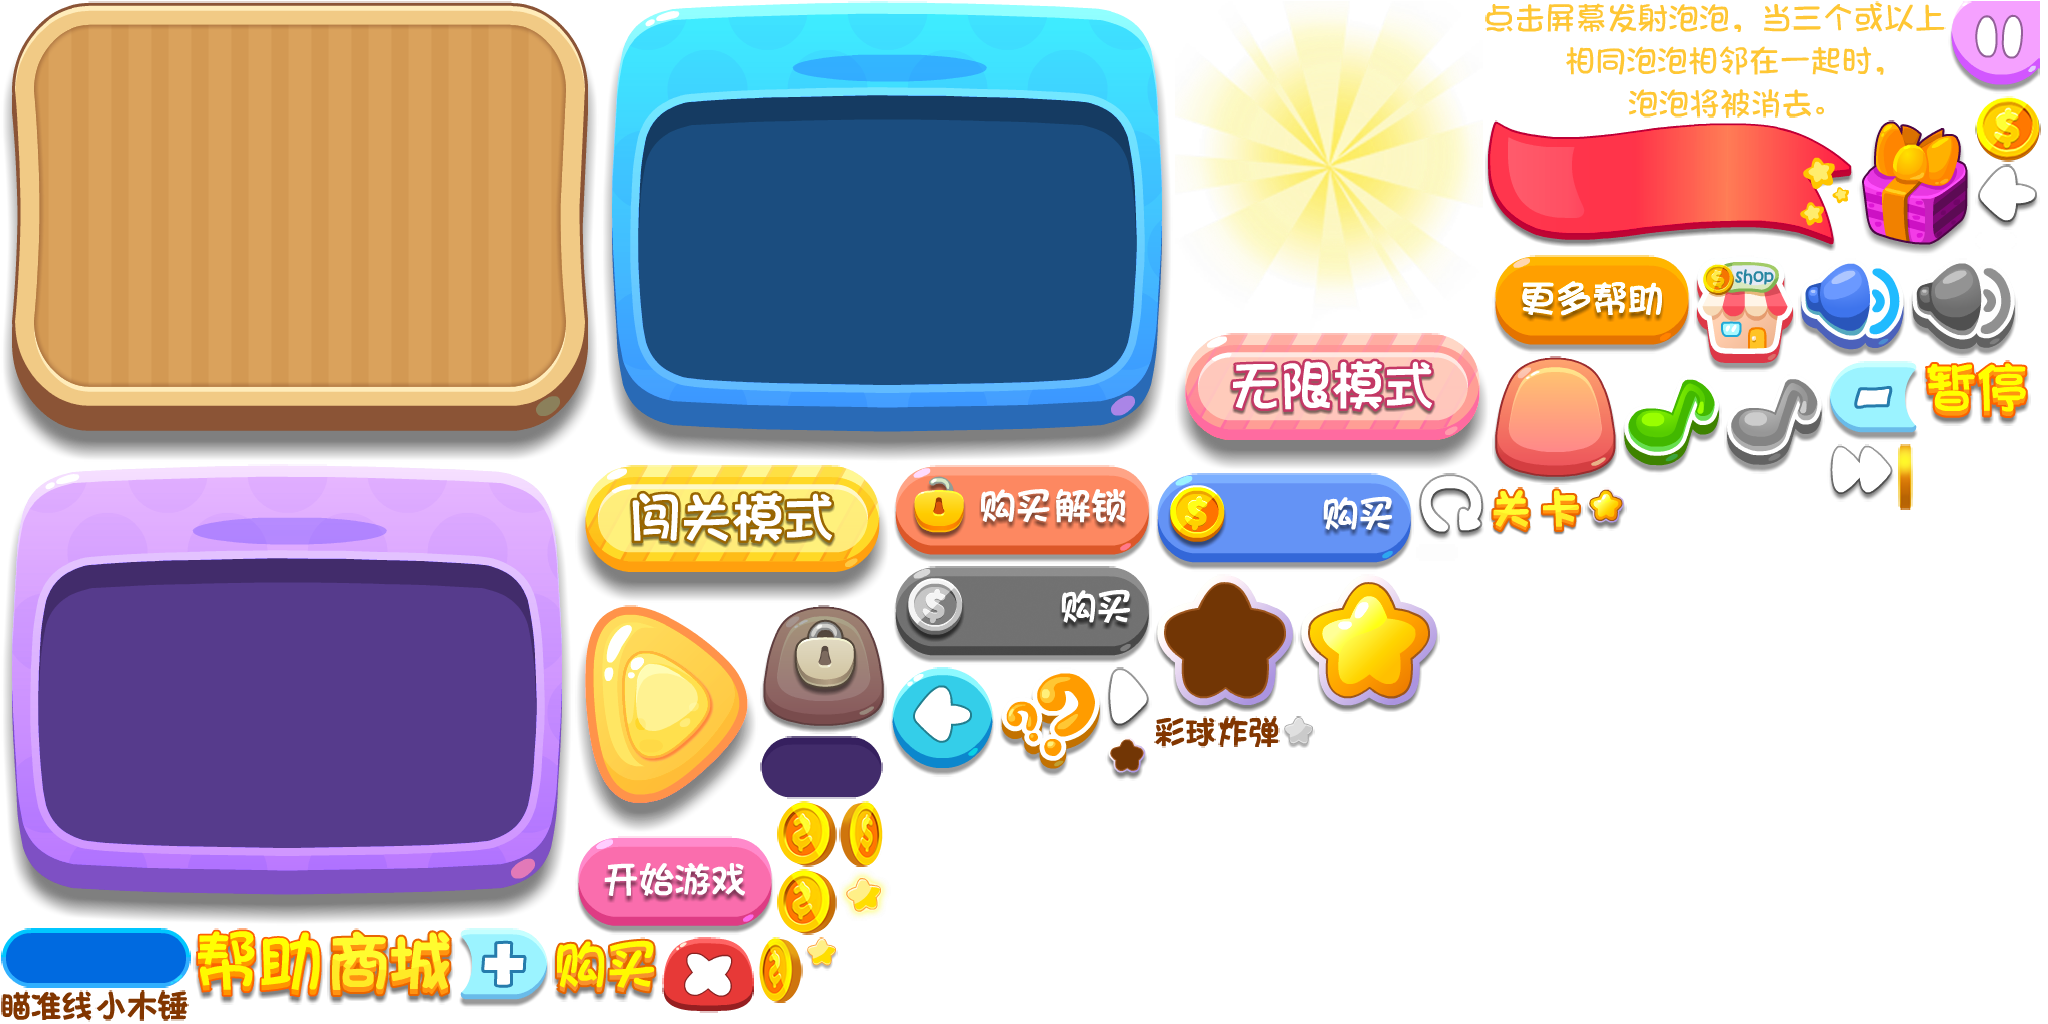 点击屏幕发射泡泡，当三个或以上
相同泡泡相邻在一起时，
泡泡将被消去。
更多帮助
shop
无限模式
暂停
闯关模式
购买解锁
购买
关卡
购买
彩球炸弹
开始游戏
帮助
商城
购买
瞄准线
小木锤